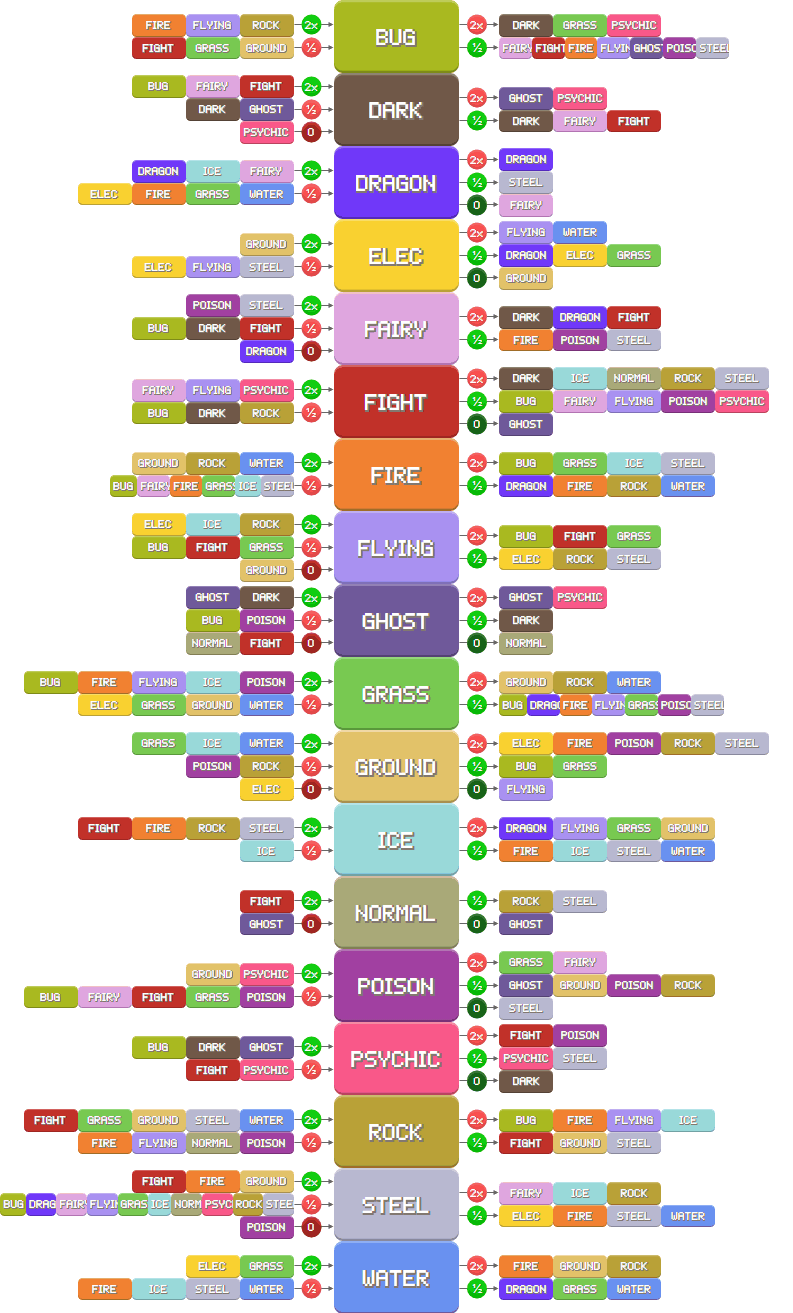 FIRE FLYING ROCK 2x BUG 2x DARK GRASS PSYCHIC
FIGHT GRASS GROUND ½ ½ FAIRY FIGHT FIRE FLYIN GHOS POISO STEEL
BUG FAIRY FIGHT 2x DARK 2x GHOST PSYCHIC
DARK GHOST ½ ½ DARK FAIRY FIGHT
PSYCHIC 0
DRAGON ICE FAIRY 2x DRAGON 2x DRAGON
ELEC FIRE GRASS WATER ½ ½ STEEL
0 FAIRY
GROUND 2x ELEC 2x FLYING WATER
ELEC FLYING STEEL ½ ½ DRAGON ELEC GRASS
0 GROUND
POISON STEEL 2x FAIRY 2x DARK DRAGON FIGHT
BUG DARK FIGHT ½ ½ FIRE POISON STEEL
DRAGON 0
FAIRY FLYING PSYCHIC 2x FIGHT 2x DARK ICE NORMAL ROCK STEEL
BUG DARK ROCK ½ ½ BUG FAIRY FLYING POISON PSYCHIC
0 GHOST
GROUND ROCK WATER 2x FIRE 2x BUG GRASS ICE STEEL
BUG FAIRY FIRE GRASS ICE STEEL ½ ½ DRAGON FIRE ROCK WATER
ELEC ICE ROCK 2x FLYING 2x BUG FIGHT GRASS
BUG FIGHT GRASS ½ ½ ELEC ROCK STEEL
GROUND 0
GHOST DARK 2x GHOST 2x GHOST PSYCHIC
BUG POISON ½ ½ DARK
NORMAL FIGHT 0 0 NORMAL
BUG FIRE FLYING ICE POISON 2x GRASS 2x GROUND ROCK WATER
ELEC GRASS GROUND WATER ½ ½ BUG DRAG FIRE FLYIN GRASS POISO STEEL
GRASS ICE WATER 2x GROUND 2x ELEC FIRE POISON ROCK STEEL
POISON ROCK ½ ½ BUG GRASS
ELEC 0 0 FLYING
FIGHT FIRE ROCK STEEL 2x ICE 2x DRAGON FLYING GRASS GROUND
ICE ½ ½ FIRE ICE STEEL WATER
FIGHT 2x NORMAL ½ ROCK STEEL
GHOST 0 0 GHOST
GROUND PSYCHIC 2x POISON 2x GRASS FAIRY
BUG FAIRY FIGHT GRASS POISON ½ ½ GHOST GROUND POISON ROCK
0 STEEL
BUG DARK GHOST 2x PSYCHIC 2x FIGHT POISON
FIGHT PSYCHIC ½ ½ PSYCHIC STEEL
0 DARK
FIGHT GRASS GROUND STEEL WATER 2x ROCK 2x BUG FIRE FLYING ICE
FIRE FLYING NORMAL POISON ½ ½ FIGHT GROUND STEEL
FIGHT FIRE GROUND 2x STEEL 2x FAIRY ICE ROCK
BUG DRAG FAIRY FLYIN GRAS ICE NORM PSYC ROCK STEE ½ ½ ELEC FIRE STEEL WATER
POISON 0
ELEC GRASS 2x WATER 2x FIRE GROUND ROCK
FIRE ICE STEEL WATER ½ ½ DRAGON GRASS WATER